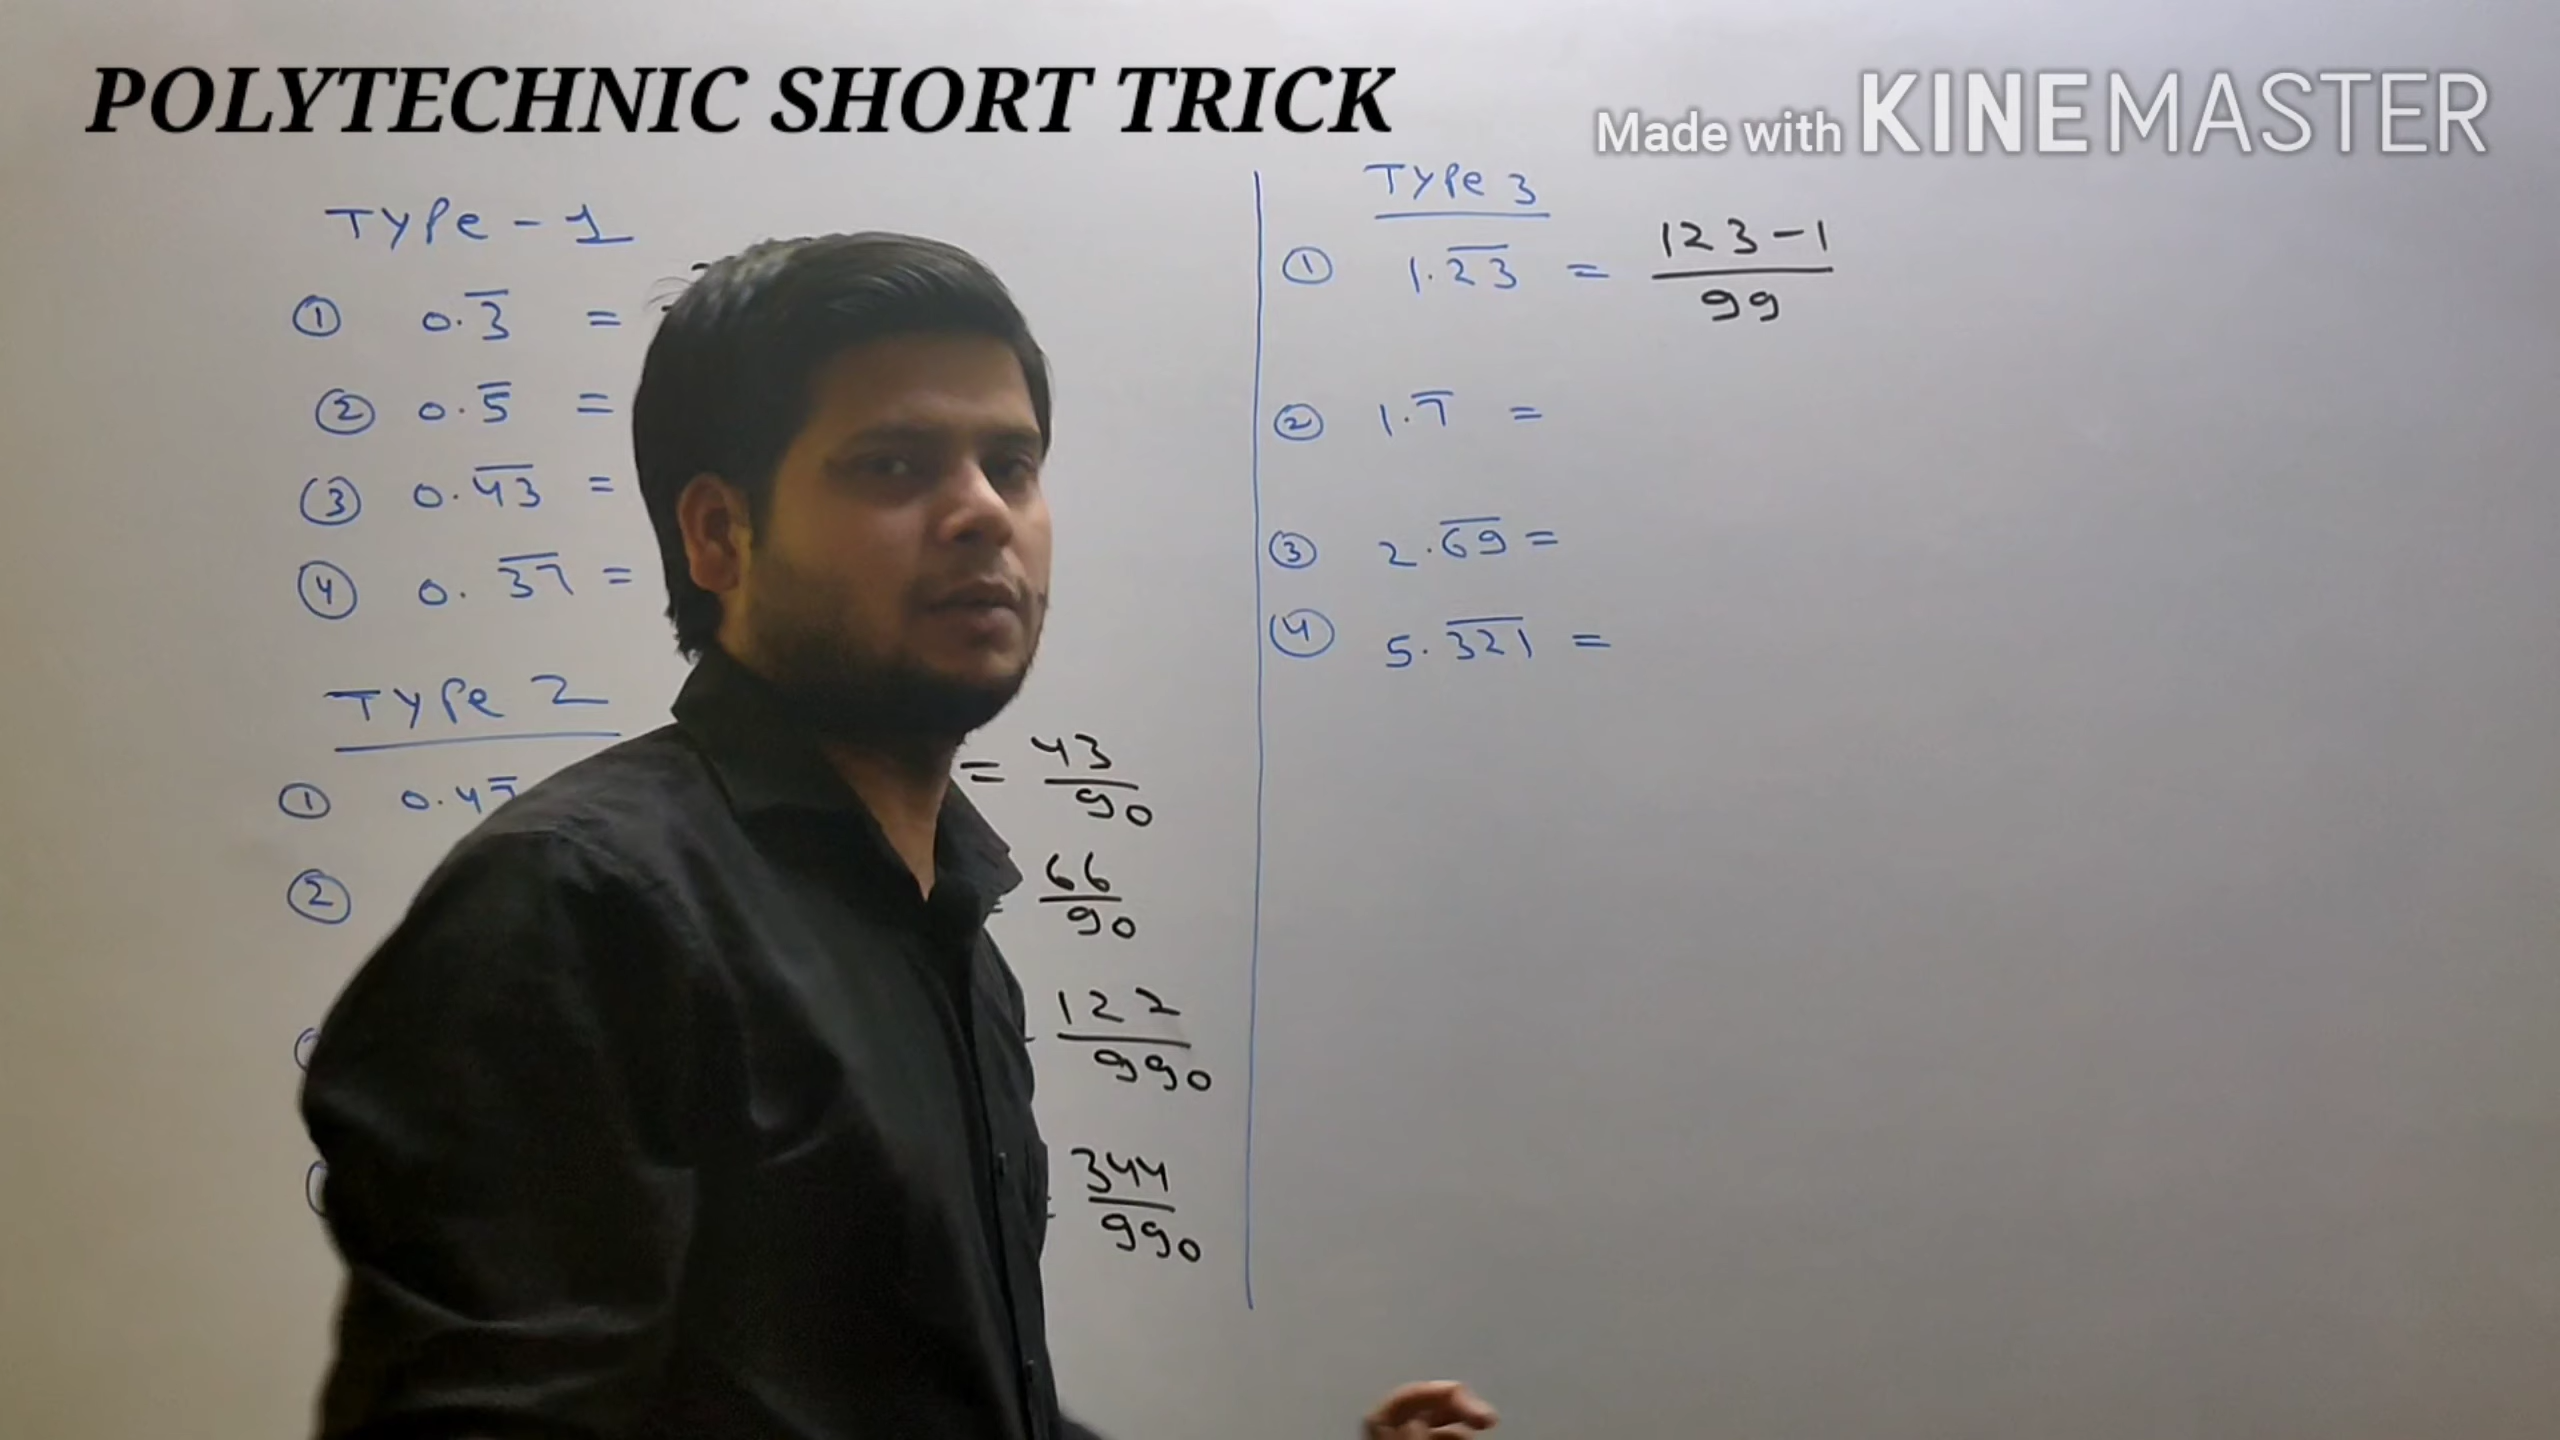 POLYTECHNIC SHORT TRICK
Made with KINEMASTER
TYPe - 1
① 0.3̅ =
② 0.5̅ =
③ 0.4̅3̅ =
④ 0.3̅7̅ =
TYPe 2
① 0.47̅ = 43/90
② 66/90
122/990
344/990
TYPe 3
① 1.2̅3̅ = 123-1/99
② 1.7̅ =
③ 2.6̅9̅ =
④ 5.3̅2̅1̅ =